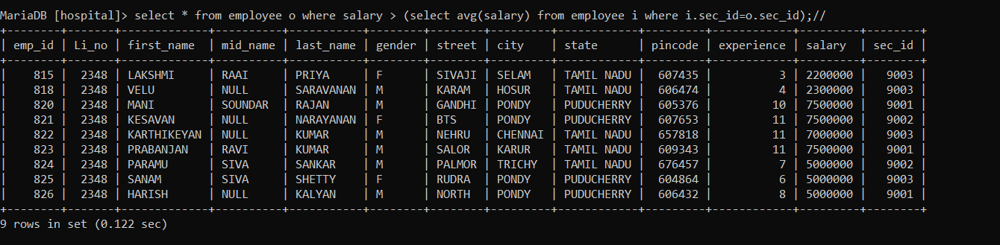 MariaDB [hospital]> select * from employee o where salary > (select avg(salary) from employee i where i.sec_id=o.sec_id);//
+--------+-------+--------------+----------+-----------+--------+--------+---------+------------+---------+------------+---------+--------+
| emp_id | Li_no | first_name   | mid_name | last_name | gender | street | city    | state      | pincode | experience | salary  | sec_id |
+--------+-------+--------------+----------+-----------+--------+--------+---------+------------+---------+------------+---------+--------+
|    815 |  2348 | LAKSHMI      | RAAI     | PRIYA     | F      | SIVAJI | SELAM   | TAMIL NADU |  607435 |          3 | 2200000 |   9003 |
|    818 |  2348 | VELU         | NULL     | SARAVANAN | M      | KARAM  | HOSUR   | TAMIL NADU |  606474 |          4 | 2300000 |   9003 |
|    820 |  2348 | MANI         | SOUNDAR  | RAJAN     | M      | GANDHI | PONDY   | PUDUCHERRY |  605376 |         10 | 7500000 |   9001 |
|    821 |  2348 | KESAVAN      | NULL     | NARAYANAN | F      | BTS    | PONDY   | PUDUCHERRY |  607653 |         11 | 7500000 |   9002 |
|    822 |  2348 | KARTHIKEYAN  | NULL     | KUMAR     | M      | NEHRU  | CHENNAI | TAMIL NADU |  657818 |         11 | 7000000 |   9003 |
|    823 |  2348 | PRABANJAN    | RAVI     | KUMAR     | M      | SALOR  | KARUR   | TAMIL NADU |  609343 |         11 | 7500000 |   9001 |
|    824 |  2348 | PARAMU       | SIVA     | SANKAR    | M      | PALMOR | TRICHY  | TAMIL NADU |  676457 |          7 | 5000000 |   9002 |
|    825 |  2348 | SANAM        | SIVA     | SHETTY    | F      | RUDRA  | PONDY   | PUDUCHERRY |  604864 |          6 | 5000000 |   9003 |
|    826 |  2348 | HARISH       | NULL     | KALYAN    | M      | NORTH  | PONDY   | PUDUCHERRY |  606432 |          8 | 5000000 |   9001 |
+--------+-------+--------------+----------+-----------+--------+--------+---------+------------+---------+------------+---------+--------+
9 rows in set (0.122 sec)